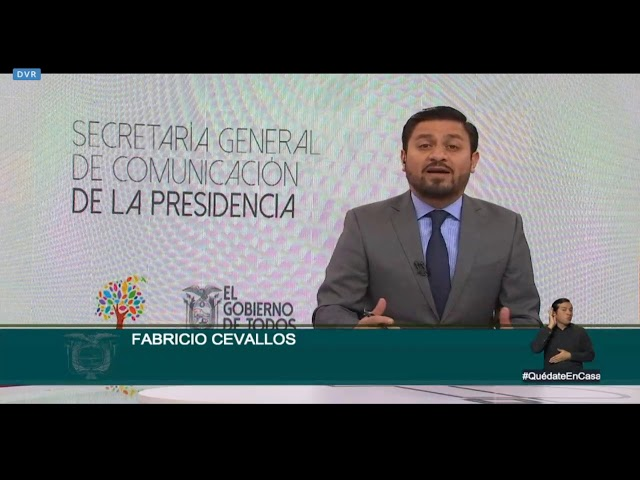 DVR
SECRETARÍA GENERAL
DE COMUNICACIÓN
DE LA PRESIDENCIA
EL
GOBIERNO
DE TODOS
FABRICIO CEVALLOS
#QuédateEnCasa